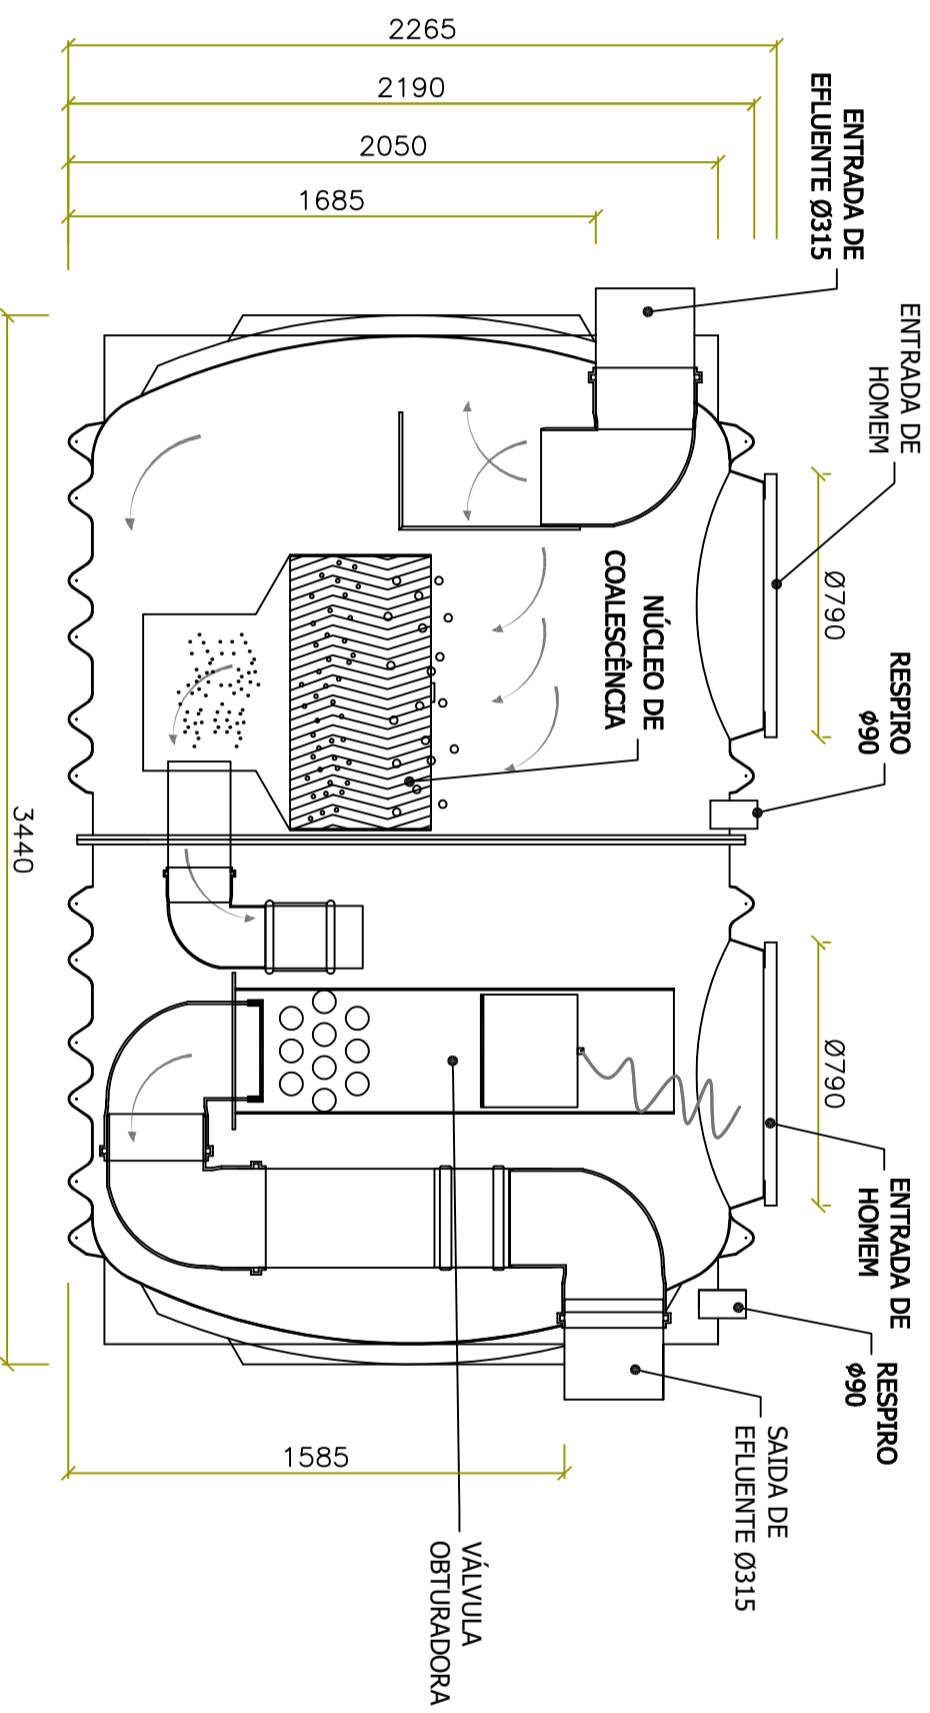 2265
2190
2050
1685
ENTRADA DE
EFLUENTE Ø315
ENTRADA DE
HOMEM
Ø790
RESPIRO
ø90
NÚCLEO DE
COALESCÊNCIA
3440
Ø790
ENTRADA DE
HOMEM
RESPIRO
ø90
SAIDA DE
EFLUENTE Ø315
1585
VÁLVULA
OBTURADORA